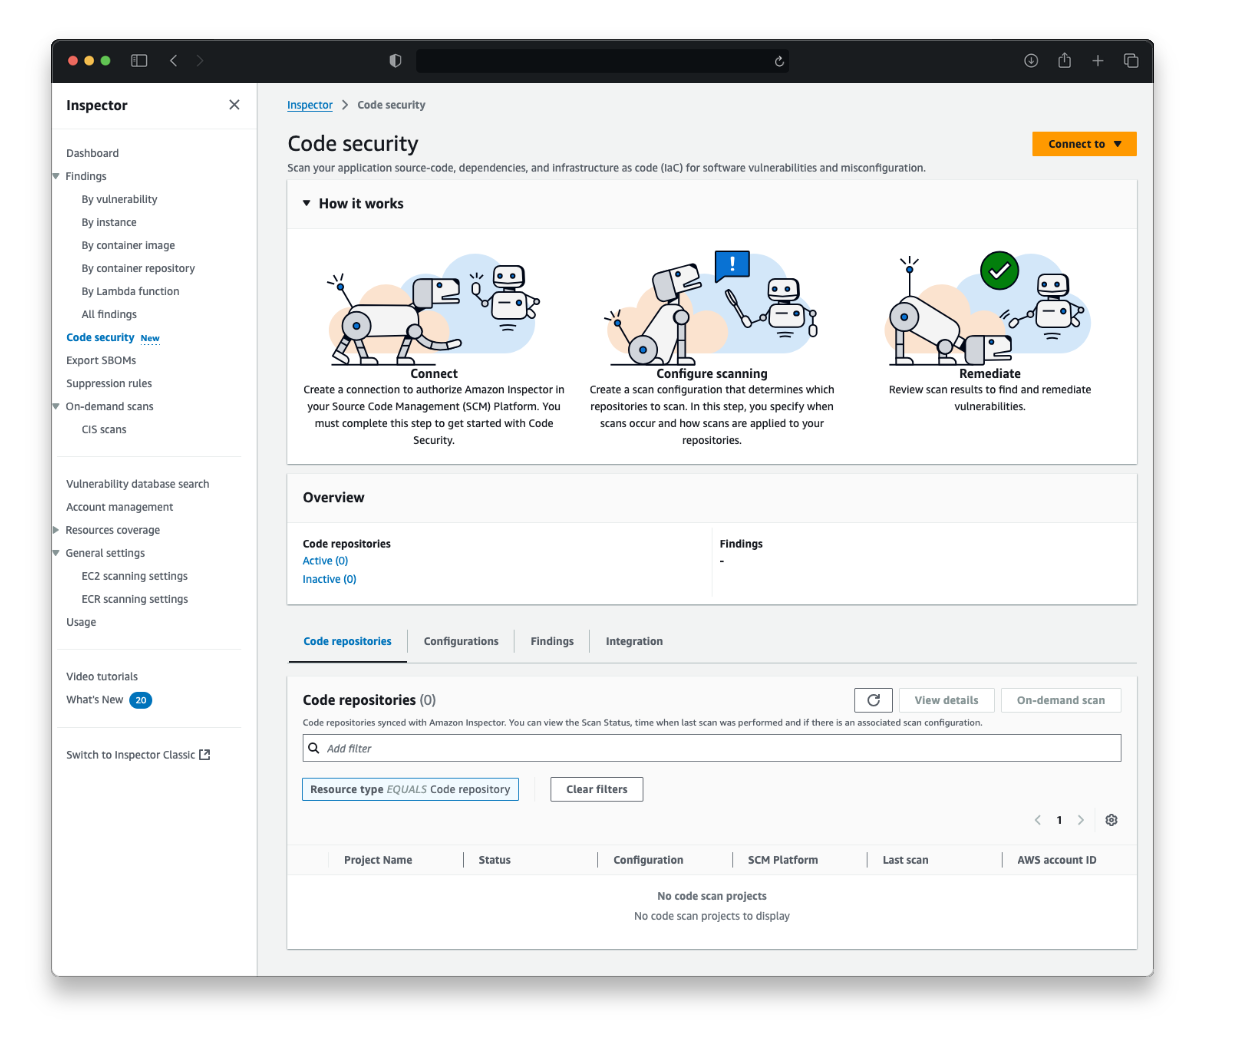 Inspector
Dashboard
Findings
By vulnerability
By instance
By container image
By container repository
By Lambda function
All findings
Code security New
Export SBOMs
Suppression rules
On-demand scans
CIS scans
Vulnerability database search
Account management
Resources coverage
General settings
EC2 scanning settings
ECR scanning settings
Usage
Video tutorials
What's New 20
Switch to Inspector Classic
Inspector > Code security
Code security
Connect to
Scan your application source-code, dependencies, and infrastructure as code (IaC) for software vulnerabilities and misconfiguration.
How it works
!
Connect
Create a connection to authorize Amazon Inspector in
your Source Code Management (SCM) Platform. You
must complete this step to get started with Code
Security.
Configure scanning
Create a scan configuration that determines which
repositories to scan. In this step, you specify when
scans occur and how scans are applied to your
repositories.
Remediate
Review scan results to find and remediate
vulnerabilities.
Overview
Code repositories
Active (0)
Inactive (0)
Findings
-
Code repositories Configurations Findings Integration
Code repositories (0)
View details On-demand scan
Code repositories synced with Amazon Inspector. You can view the Scan Status, time when last scan was performed and if there is an associated scan configuration.
Add filter
Resource type EQUALS Code repository Clear filters
1
Project Name Status Configuration SCM Platform Last scan AWS account ID
No code scan projects
No code scan projects to display